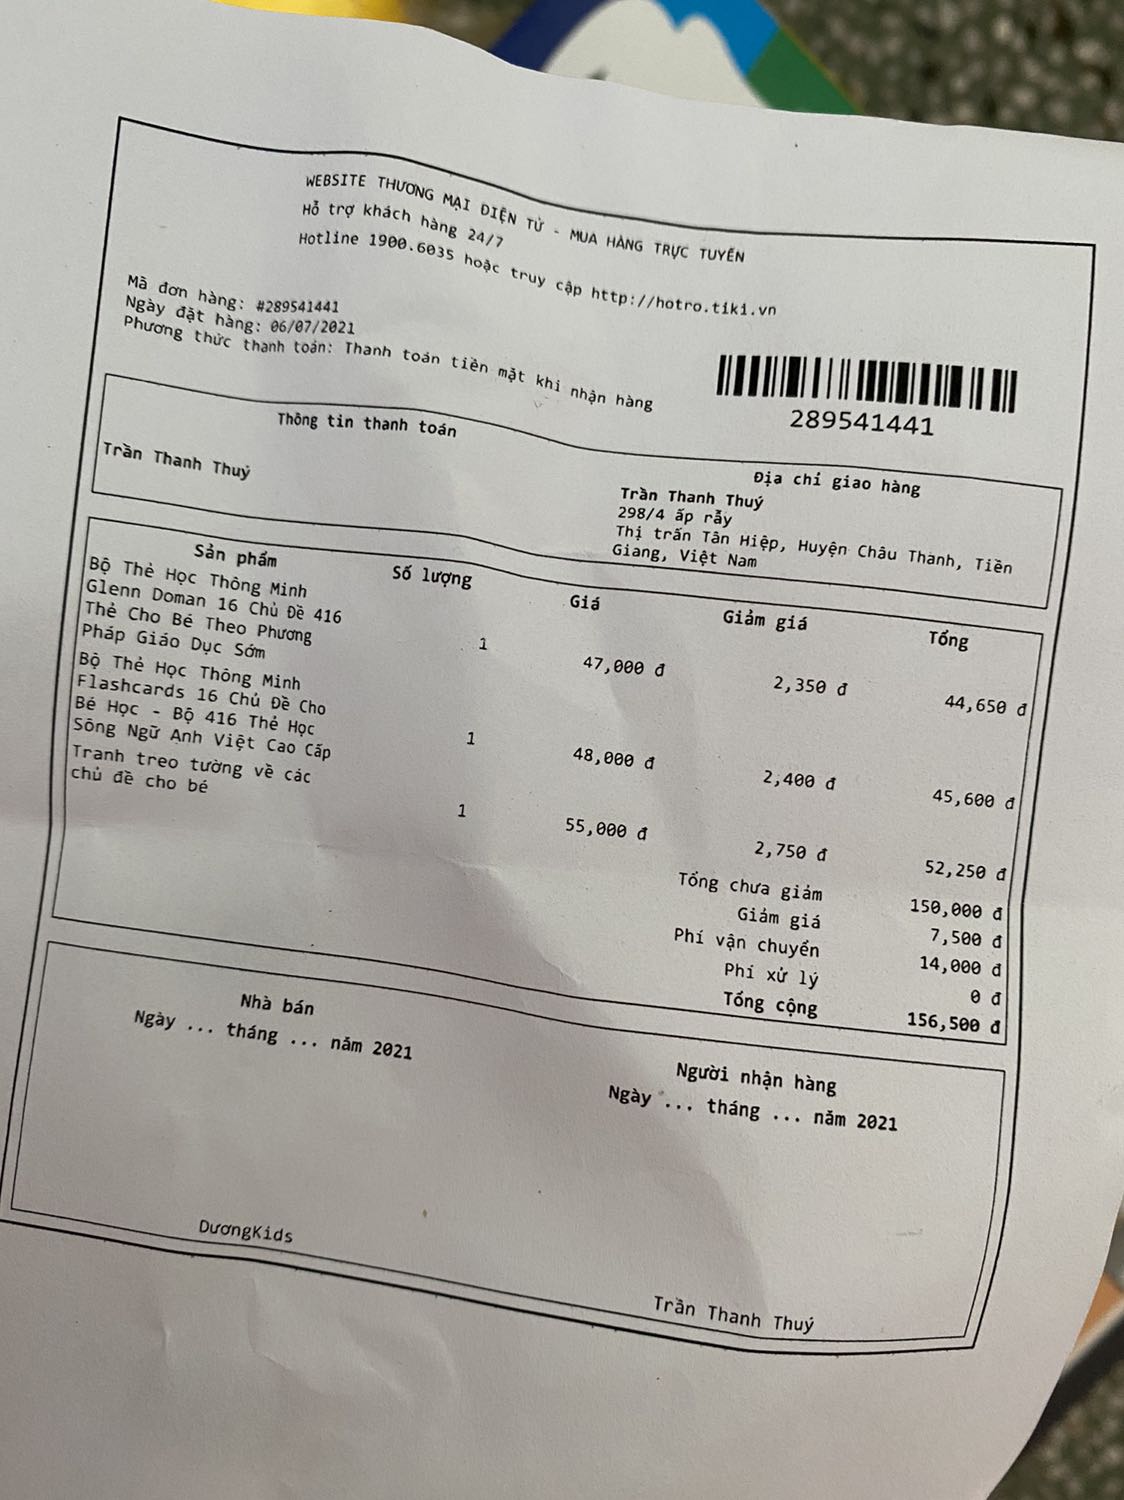 WEBSITE THƯƠNG MẠI ĐIỆN TỬ - MUA HÀNG TRỰC TUYẾN
Hỗ trợ khách hàng 24/7
Hotline 1900.6035 hoặc truy cập http://hotro.tiki.vn
Mã đơn hàng: #289541441
Ngày đặt hàng: 06/07/2021
Phương thức thanh toán: Thanh toán tiền mặt khi nhận hàng
289541441
Thông tin thanh toán
Trần Thanh Thuý
Địa chỉ giao hàng
Trần Thanh Thuý
298/4 ấp rẫy
Thị trấn Tân Hiệp, Huyện Châu Thành, Tiền
Giang, Việt Nam
Sản phẩm Số lượng Giá Giảm giá Tổng
Bộ Thẻ Học Thông Minh
Glenn Doman 16 Chủ Đề 416
Thẻ Cho Bé Theo Phương
Pháp Giáo Dục Sớm
1 47,000 đ 2,350 đ 44,650 đ
Bộ Thẻ Học Thông Minh
Flashcards 16 Chủ Đề Cho
Bé Học - Bộ 416 Thẻ Học
Sông Ngữ Anh Việt Cao Cấp
1 48,000 đ 2,400 đ 45,600 đ
Tranh treo tường về các
chủ đề cho bé
1 55,000 đ 2,750 đ 52,250 đ
Tổng chưa giảm 150,000 đ
Giảm giá 7,500 đ
Phí vận chuyển 14,000 đ
Phí xử lý 0 đ
Tổng cộng 156,500 đ
Nhà bán
Ngày ... tháng ... năm 2021
DươngKids
Người nhận hàng
Ngày ... tháng ... năm 2021
Trần Thanh Thuý